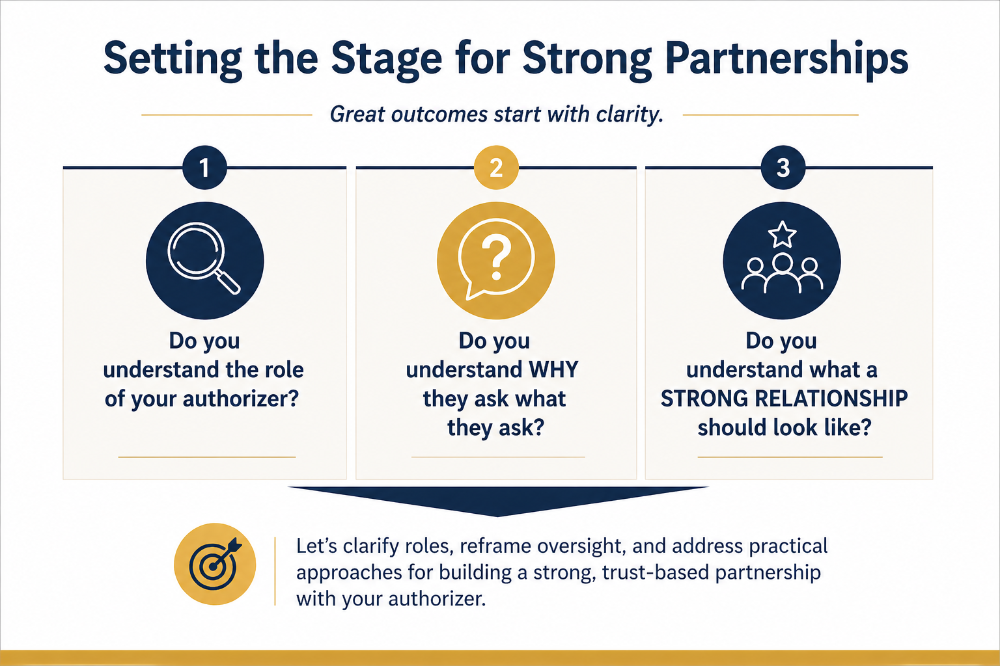 Setting the Stage for Strong Partnerships
Great outcomes start with clarity.
1
Do you
understand the role
of your authorizer?
2
?
Do you
understand WHY
they ask what
they ask?
3
Do you
understand what a
STRONG RELATIONSHIP
should look like?
Let's clarify roles, reframe oversight, and address practical
approaches for building a strong, trust-based partnership
with your authorizer.